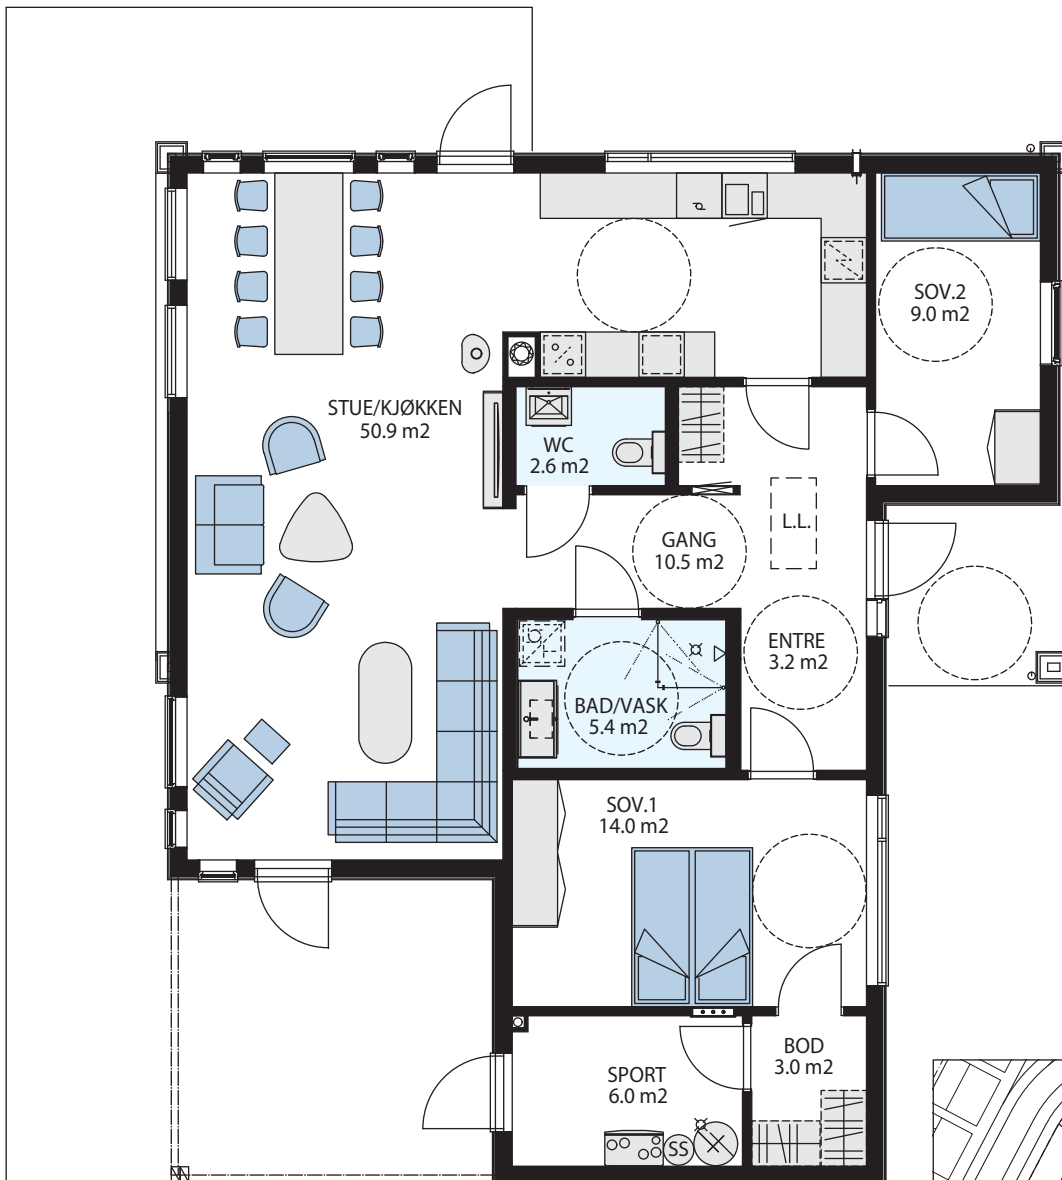 d
SOV.2
9.0 m2
STUE/KJØKKEN
50.9 m2
WC
2.6 m2
L.L.
GANG
10.5 m2
ENTRE
3.2 m2
BAD/VASK
5.4 m2
SOV.1
14.0 m2
BOD
3.0 m2
SPORT
6.0 m2
SS